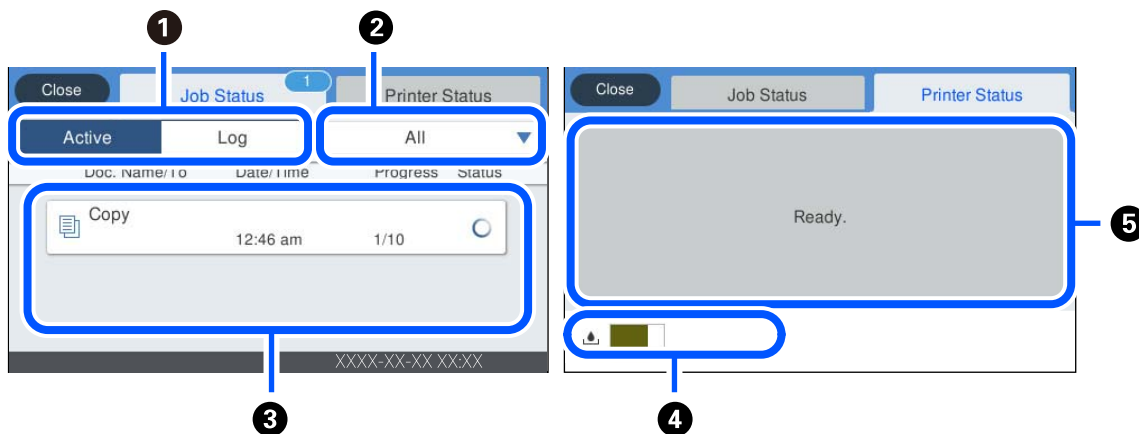 1 2
Close Job Status 1 Printer Status
Active Log All
Doc. Name/To Date/Time Progress Status
Copy
12:46 am 1/10
XXXX-XX-XX XX:XX
3
Close Job Status Printer Status
Ready.
5
4